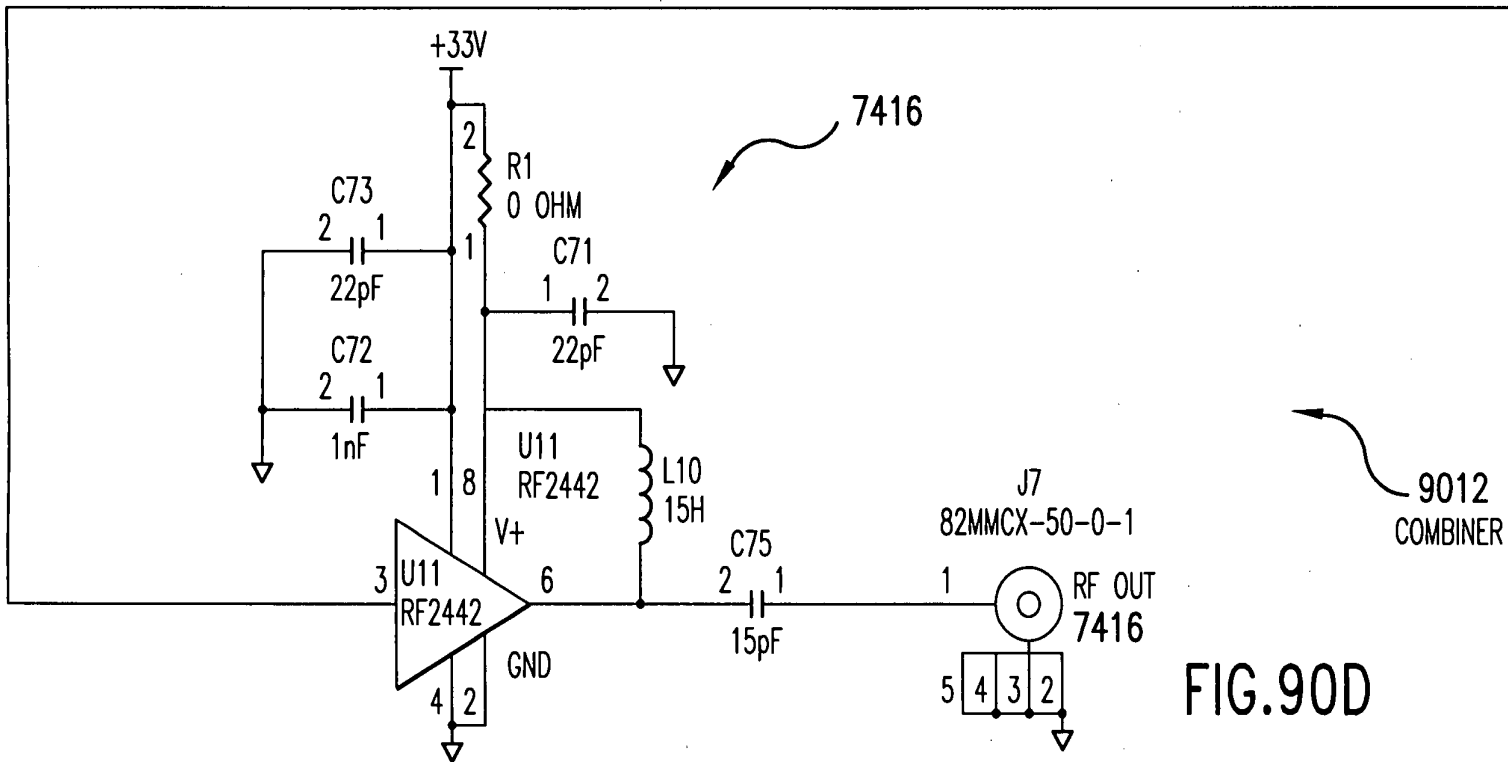 +33V
7416
2
R1
0 OHM
C73
2 1
1
22pF
C71
1 2
22pF
C72
2 1
1nF
1 8
U11
RF2442
L10
15H
J7
82MMCX-50-0-1
9012
COMBINER
V+
C75
3
U11
RF2442
6
2 1
15pF
1
RF OUT
7416
GND
4 2
5 4 3 2
FIG.90D